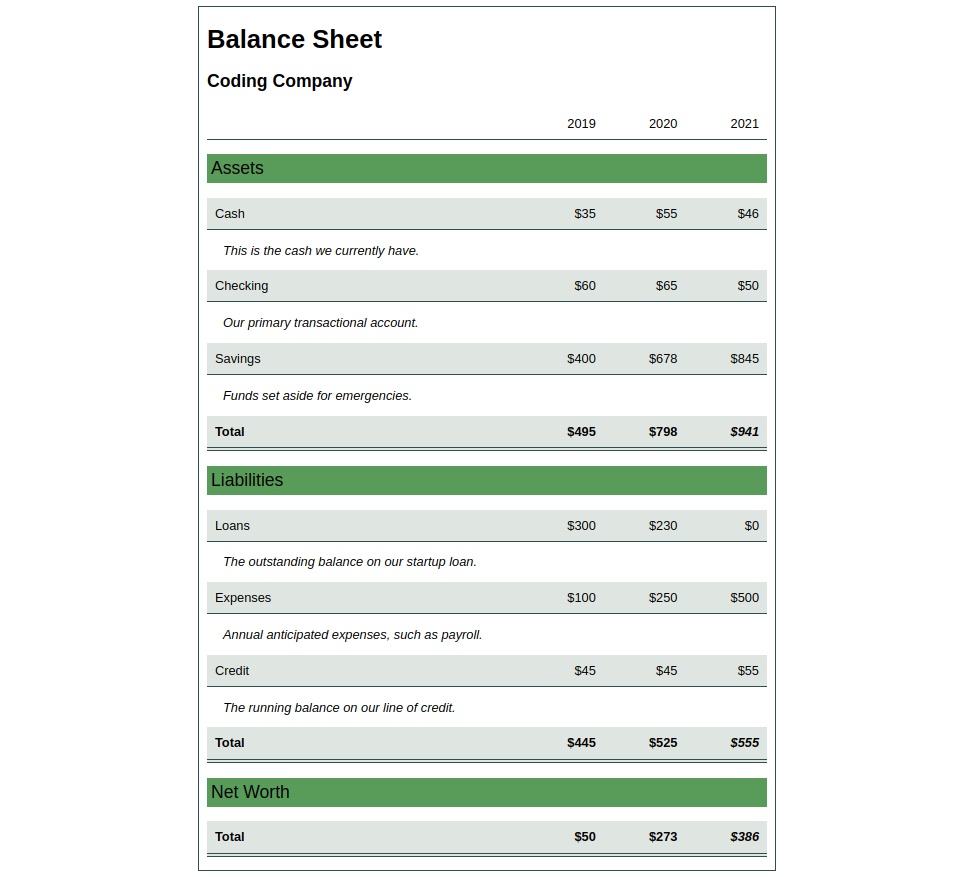 Balance Sheet
Coding Company
2019 2020 2021
Assets
Cash $35 $55 $46
This is the cash we currently have.
Checking $60 $65 $50
Our primary transactional account.
Savings $400 $678 $845
Funds set aside for emergencies.
Total $495 $798 $941
Liabilities
Loans $300 $230 $0
The outstanding balance on our startup loan.
Expenses $100 $250 $500
Annual anticipated expenses, such as payroll.
Credit $45 $45 $55
The running balance on our line of credit.
Total $445 $525 $555
Net Worth
Total $50 $273 $386